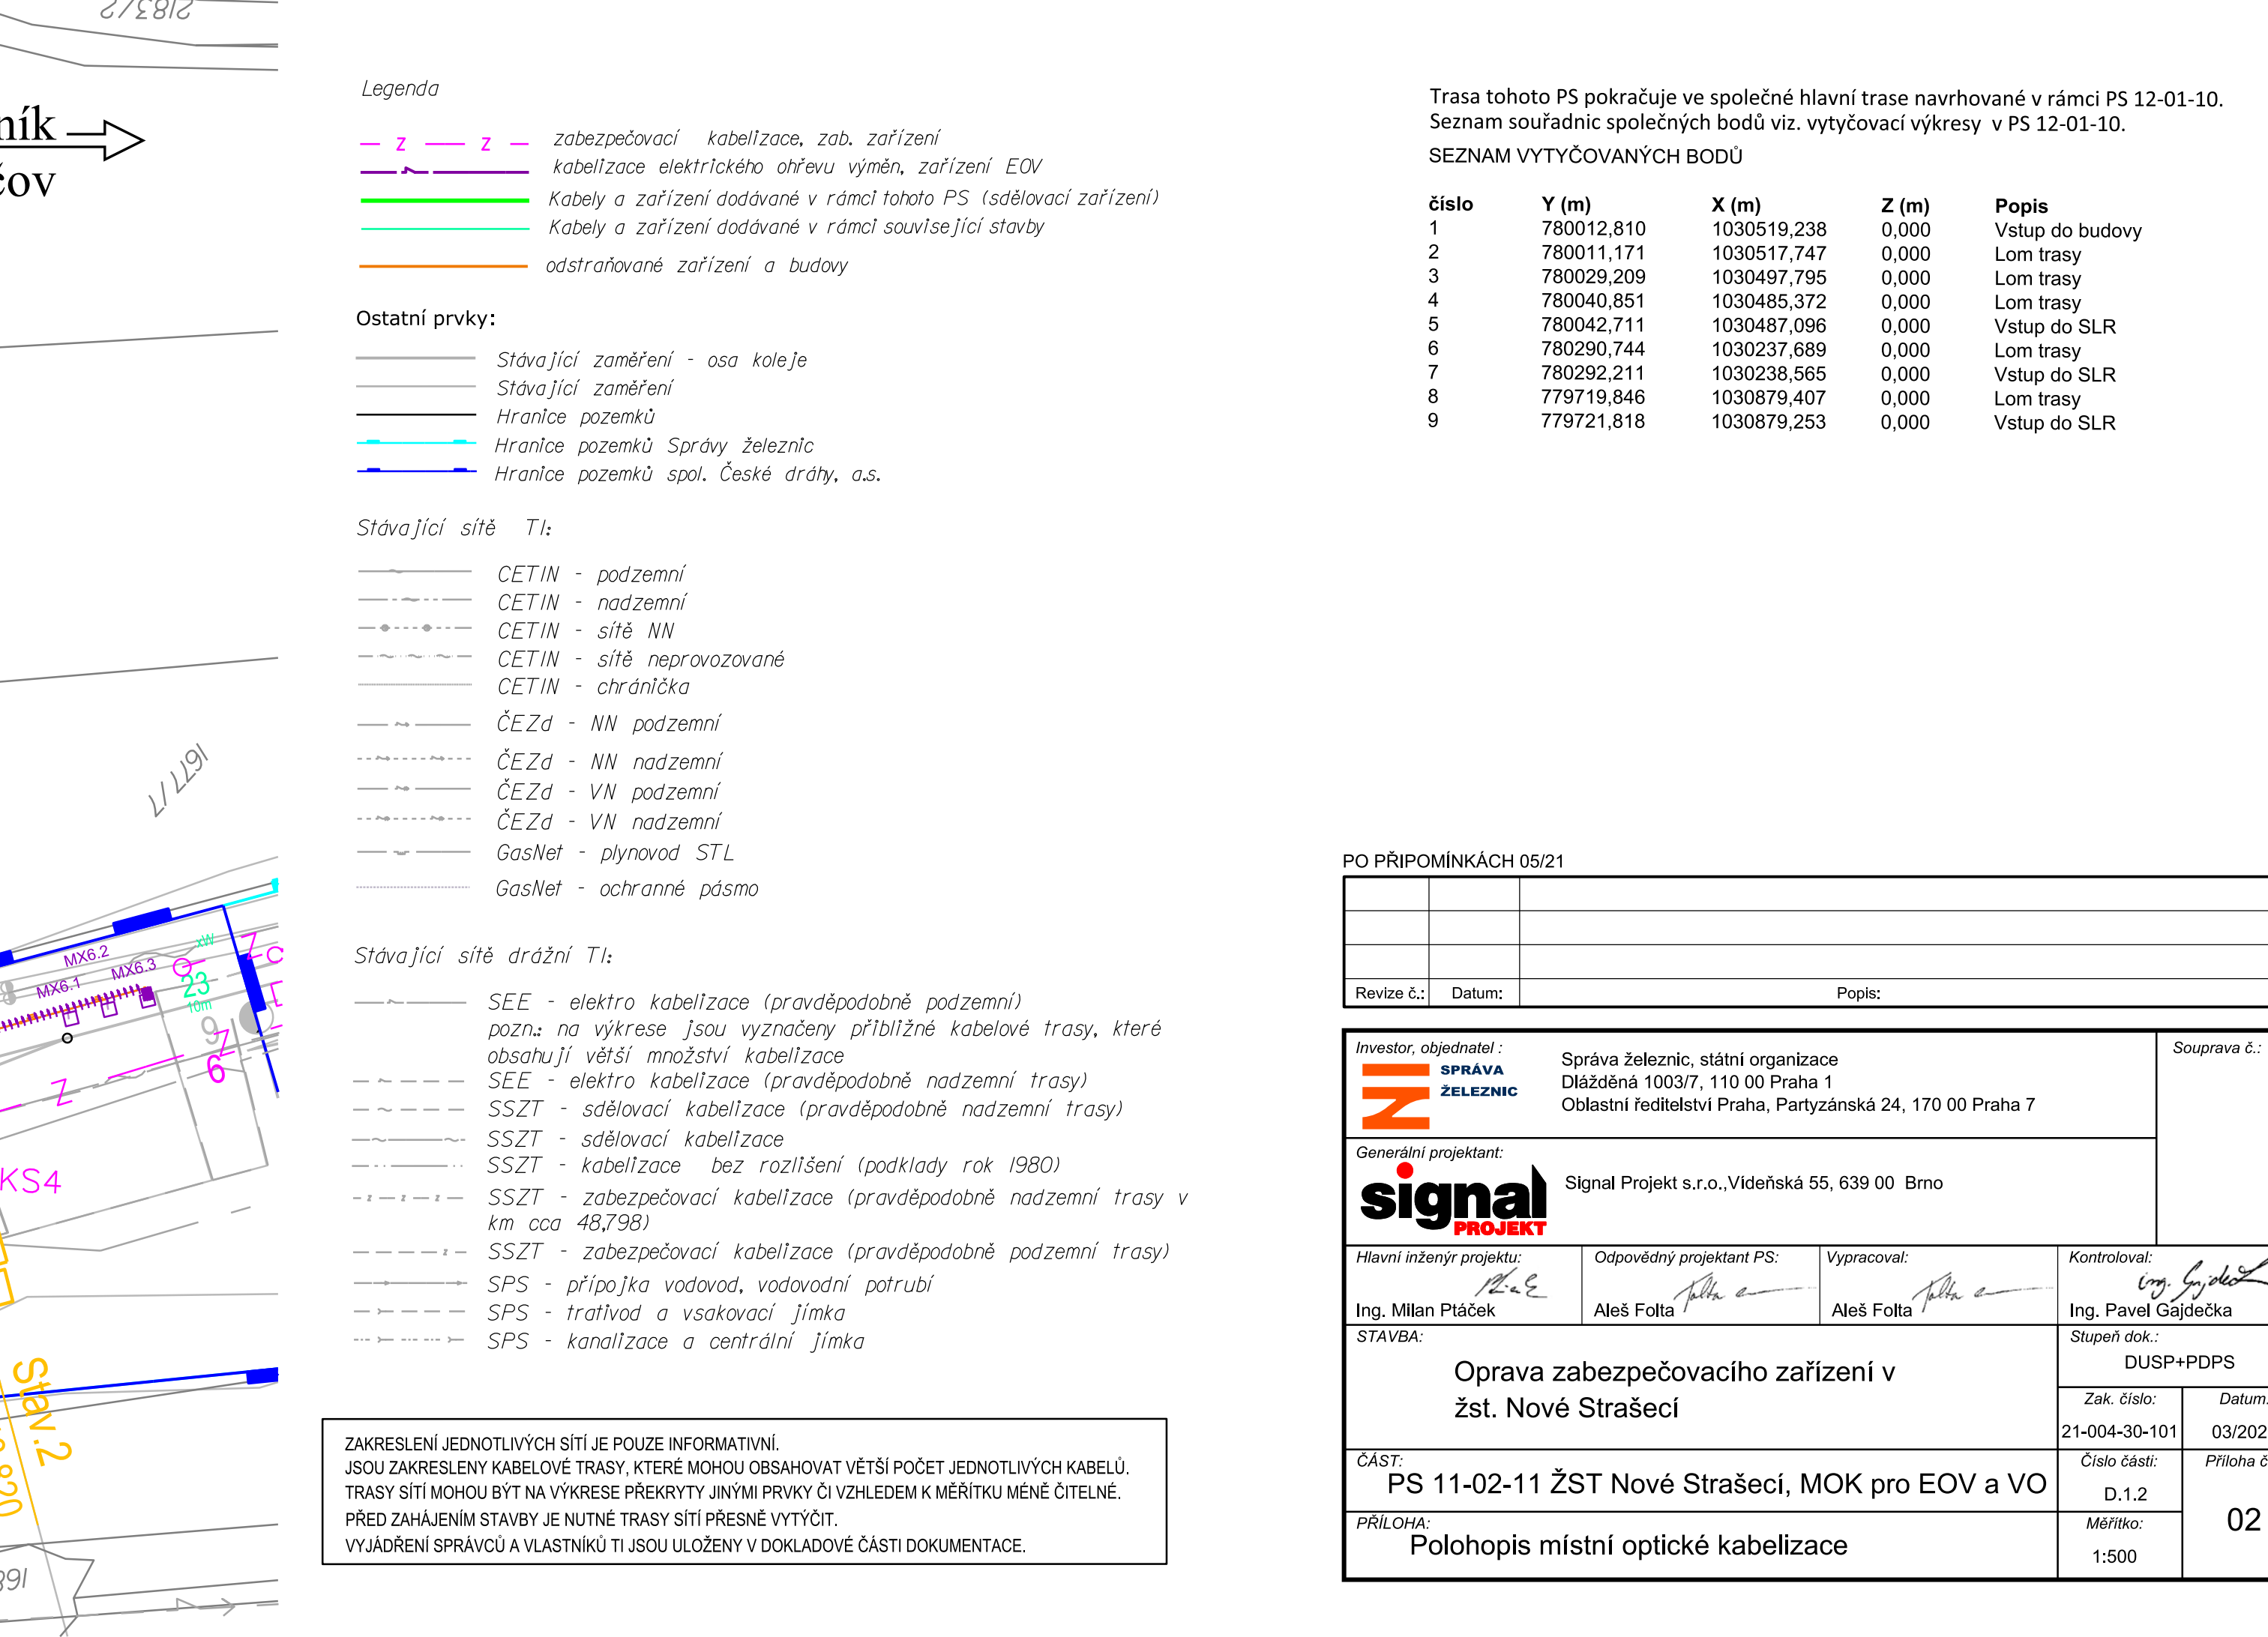 2183/2
Legenda
Z Z zabezpečovací kabelizace, zab. zařízení
kabelizace elektrického ohřevu výměn, zařízení EOV
Kabely a zařízení dodávané v rámci tohoto PS (sdělovací zařízení)
Kabely a zařízení dodávané v rámci související stavby
odstraňované zařízení a budovy
Ostatní prvky:
Stávající zaměření - osa koleje
Stávající zaměření
Hranice pozemků
Hranice pozemků Správy železnic
Hranice pozemků spol. České dráhy, a.s.
Stávající sítě TI:
CETIN - podzemní
CETIN - nadzemní
CETIN - sítě NN
CETIN - sítě neprovozované
CETIN - chránička
ČEZd - NN podzemní
ČEZd - NN nadzemní
ČEZd - VN podzemní
ČEZd - VN nadzemní
GasNet - plynovod STL
GasNet - ochranné pásmo
Stávající sítě drážní TI:
SEE - elektro kabelizace (pravděpodobně podzemní)
pozn.: na výkrese jsou vyznačeny přibližné kabelové trasy, které
obsahují větší množství kabelizace
SEE - elektro kabelizace (pravděpodobně nadzemní trasy)
SSZT - sdělovací kabelizace (pravděpodobně nadzemní trasy)
SSZT - sdělovací kabelizace
SSZT - kabelizace bez rozlišení (podklady rok 1980)
SSZT - zabezpečovací kabelizace (pravděpodobně nadzemní trasy v
km cca 48,798)
SSZT - zabezpečovací kabelizace (pravděpodobně podzemní trasy)
SPS - přípojka vodovod, vodovodní potrubí
SPS - trativod a vsakovací jímka
SPS - kanalizace a centrální jímka
ZAKRESLENÍ JEDNOTLIVÝCH SÍTÍ JE POUZE INFORMATIVNÍ.
JSOU ZAKRESLENY KABELOVÉ TRASY, KTERÉ MOHOU OBSAHOVAT VĚTŠÍ POČET JEDNOTLIVÝCH KABELŮ.
TRASY SÍTÍ MOHOU BÝT NA VÝKRESE PŘEKRYTY JINÝMI PRVKY ČI VZHLEDEM K MĚŘÍTKU MÉNĚ ČITELNÉ.
PŘED ZAHÁJENÍM STAVBY JE NUTNÉ TRASY SÍTÍ PŘESNĚ VYTÝČIT.
VYJÁDŘENÍ SPRÁVCŮ A VLASTNÍKŮ TI JSOU ULOŽENY V DOKLADOVÉ ČÁSTI DOKUMENTACE.
1677/7
MX6.2
MX6.3
MX6.1
xW
23
10m
Z
9
6
Z
Z
KS4
Stav.2
Trasa tohoto PS pokračuje ve společné hlavní trase navrhované v rámci PS 12-01-10.
Seznam souřadnic společných bodů viz. vytyčovací výkresy v PS 12-01-10.
SEZNAM VYTYČOVANÝCH BODŮ
číslo Y (m) X (m) Z (m) Popis
1 780012,810 1030519,238 0,000 Vstup do budovy
2 780011,171 1030517,747 0,000 Lom trasy
3 780029,209 1030497,795 0,000 Lom trasy
4 780040,851 1030485,372 0,000 Lom trasy
5 780042,711 1030487,096 0,000 Vstup do SLR
6 780290,744 1030237,689 0,000 Lom trasy
7 780292,211 1030238,565 0,000 Vstup do SLR
8 779719,846 1030879,407 0,000 Lom trasy
9 779721,818 1030879,253 0,000 Vstup do SLR
PO PŘIPOMÍNKÁCH 05/21
Revize č.: Datum: Popis:
Investor, objednatel :
SPRÁVA
ŽELEZNIC
Správa železnic, státní organizace
Dlážděná 1003/7, 110 00 Praha 1
Oblastní ředitelství Praha, Partyzánská 24, 170 00 Praha 7
Souprava č.:
Generální projektant:
signal
PROJEKT
Signal Projekt s.r.o.,Vídeňská 55, 639 00 Brno
Hlavní inženýr projektu: Odpovědný projektant PS: Vypracoval: Kontroloval:
Ing. Milan Ptáček Aleš Folta Aleš Folta Ing. Pavel Gajdečka
STAVBA:
Oprava zabezpečovacího zařízení v
žst. Nové Strašecí
Stupeň dok.:
DUSP+PDPS
Zak. číslo: Datum:
21-004-30-101 03/202
ČÁST:
PS 11-02-11 ŽST Nové Strašecí, MOK pro EOV a VO
Číslo části: Příloha č
D.1.2
02
PŘÍLOHA:
Polohopis místní optické kabelizace
Měřítko:
1:500